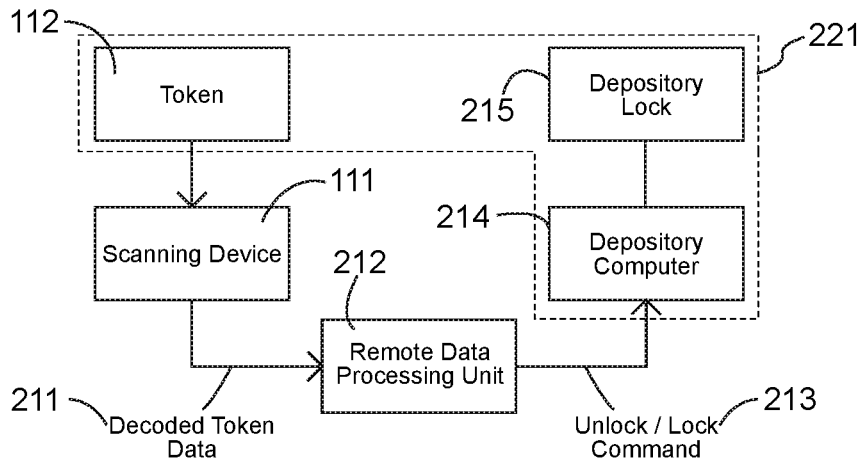 112
Token
215
Depository
Lock
221
111
Scanning Device
214
Depository
Computer
212
Remote Data
Processing Unit
211
Decoded Token
Data
Unlock / Lock
Command
213